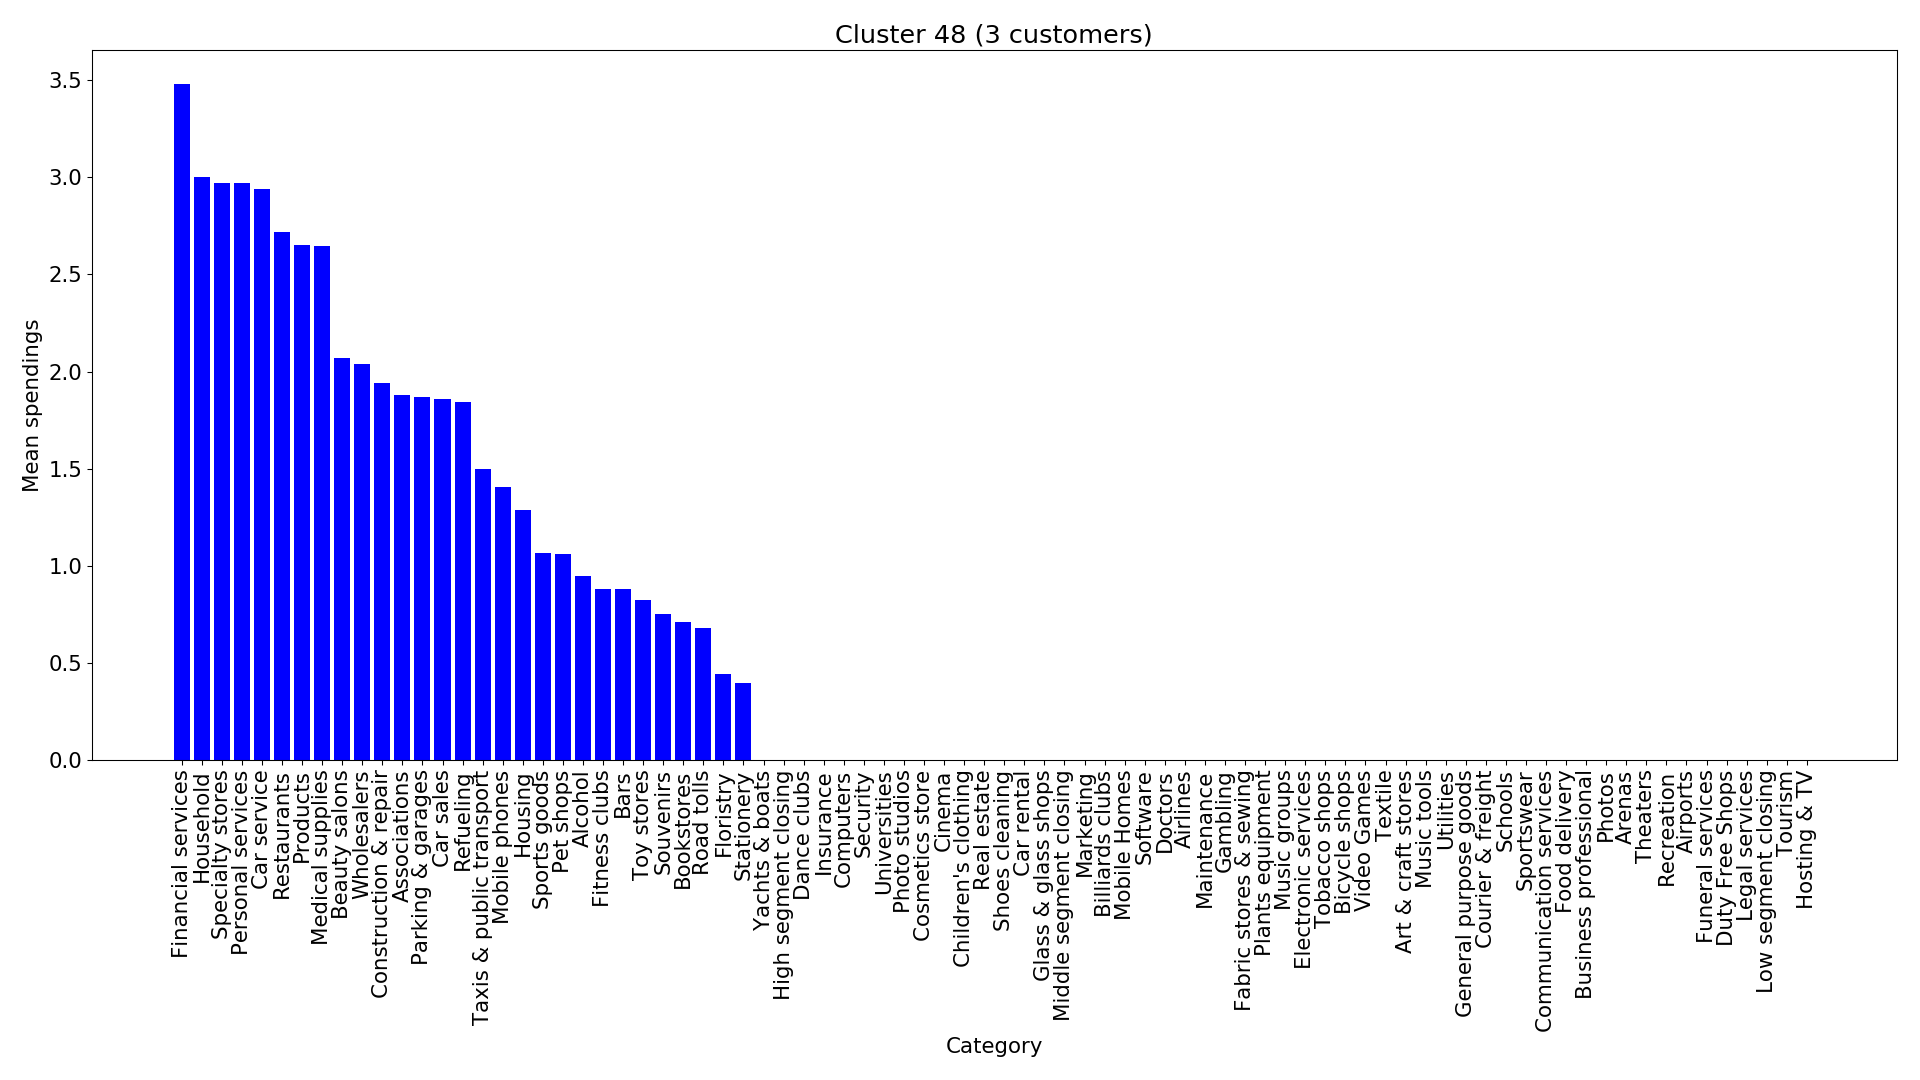 Cluster 48 (3 customers)
Mean spendings
3.5
3.0
2.5
2.0
1.5
1.0
0.5
0.0
Financial services
Household
Specialty stores
Personal services
Car service
Restaurants
Products
Medical supplies
Beauty salons
Wholesalers
Construction & repair
Associations
Parking & garages
Car sales
Refueling
Taxis & public transport
Mobile phones
Housing
Sports goods
Pet shops
Alcohol
Fitness clubs
Bars
Toy stores
Souvenirs
Bookstores
Road tolls
Floristry
Stationery
Yachts & boats
High segment closing
Dance clubs
Insurance
Computers
Security
Universities
Photo studios
Cosmetics store
Cinema
Children's clothing
Real estate
Shoes cleaning
Car rental
Glass & glass shops
Middle segment closing
Marketing
Billiards clubs
Mobile Homes
Software
Doctors
Airlines
Maintenance
Gambling
Fabric stores & sewing
Plants equipment
Music groups
Electronic services
Tobacco shops
Bicycle shops
Video Games
Textile
Art & craft stores
Music tools
Utilities
General purpose goods
Courier & freight
Schools
Sportswear
Communication services
Food delivery
Business professional
Photos
Arenas
Theaters
Recreation
Airports
Funeral services
Duty Free Shops
Legal services
Low segment closing
Tourism
Hosting & TV
Category